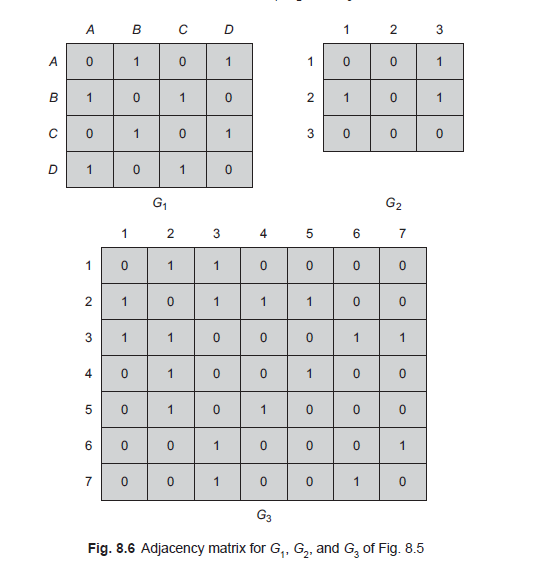 A B C D
A 0 1 0 1
B 1 0 1 0
C 0 1 0 1
D 1 0 1 0
G1
1 2 3
1 0 0 1
2 1 0 1
3 0 0 0
G2
1 2 3 4 5 6 7
1 0 1 1 0 0 0 0
2 1 0 1 1 1 0 0
3 1 1 0 0 0 1 1
4 0 1 0 0 1 0 0
5 0 1 0 1 0 0 0
6 0 0 1 0 0 0 1
7 0 0 1 0 0 1 0
G3
Fig. 8.6 Adjacency matrix for G1, G2, and G3 of Fig. 8.5